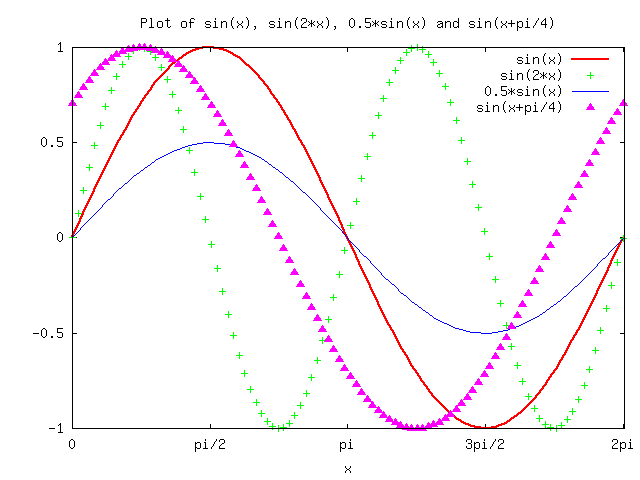 Plot of sin(x), sin(2*x), 0.5*sin(x) and sin(x+pi/4)
1
sin(x)
sin(2*x)
0.5*sin(x)
sin(x+pi/4)
0.5
0
-0.5
-1
0 pi/2 pi 3pi/2 2pi
x